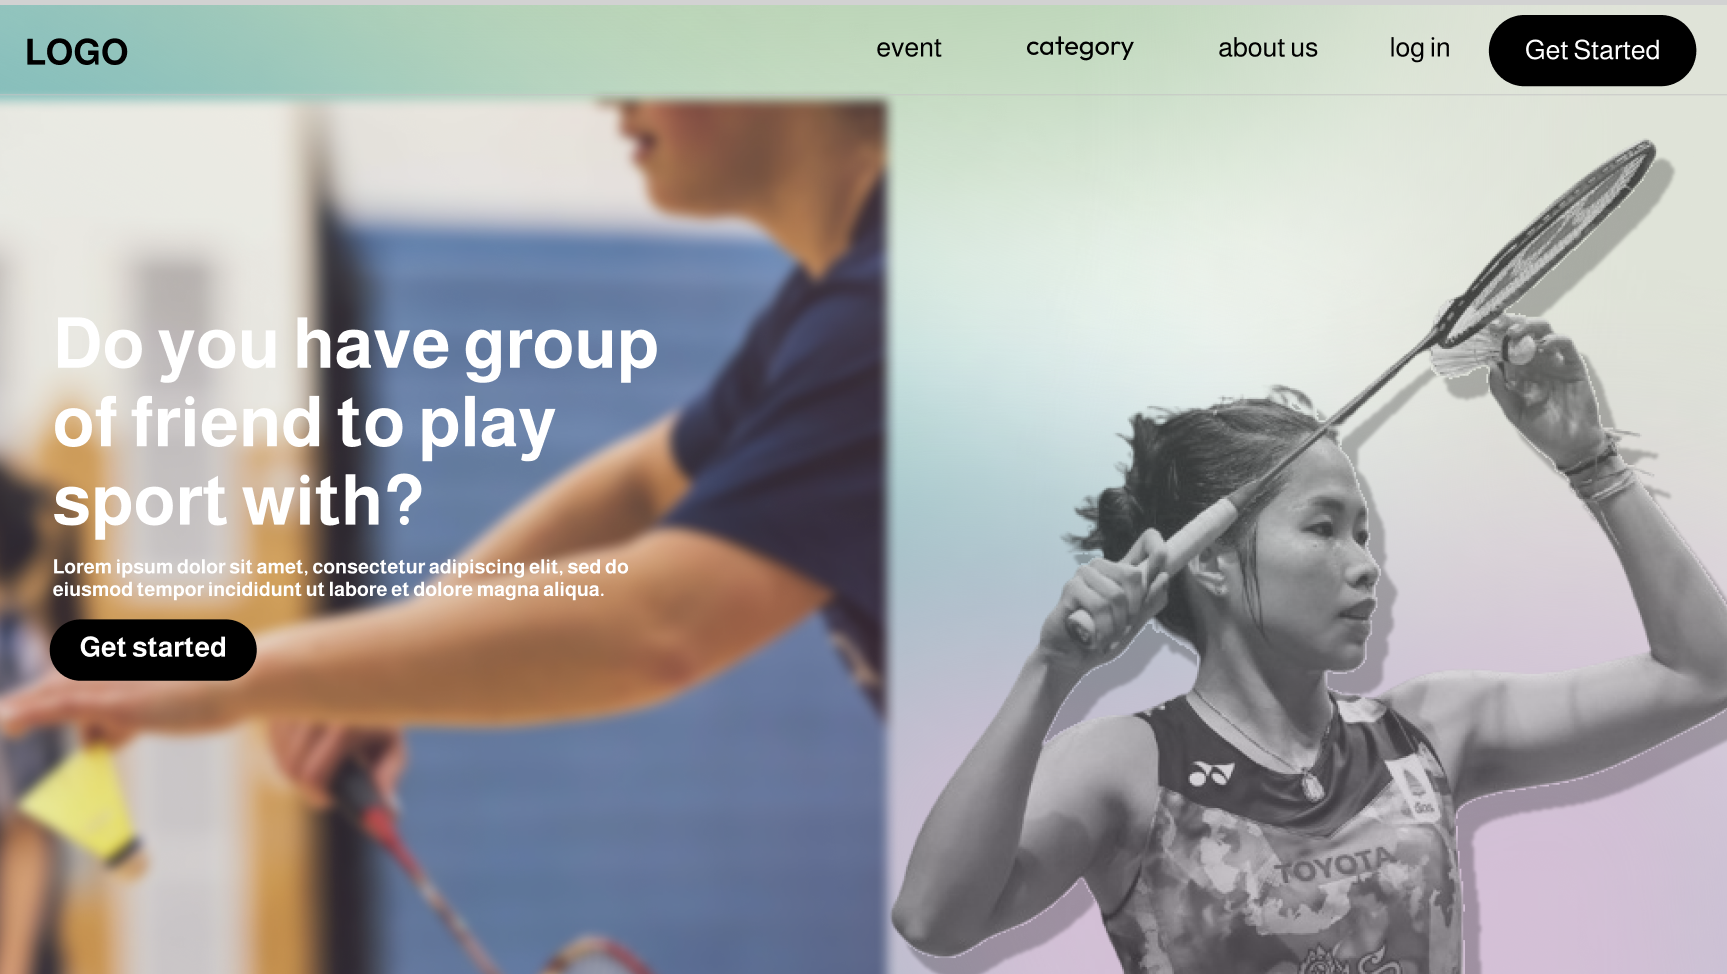 LOGO
event
category
about us
log in
Get Started
Do you have group
of friend to play
sport with?
Lorem ipsum dolor sit amet, consectetur adipiscing elit, sed do
eiusmod tempor incididunt ut labore et dolore magna aliqua.
Get started
TOYOTA